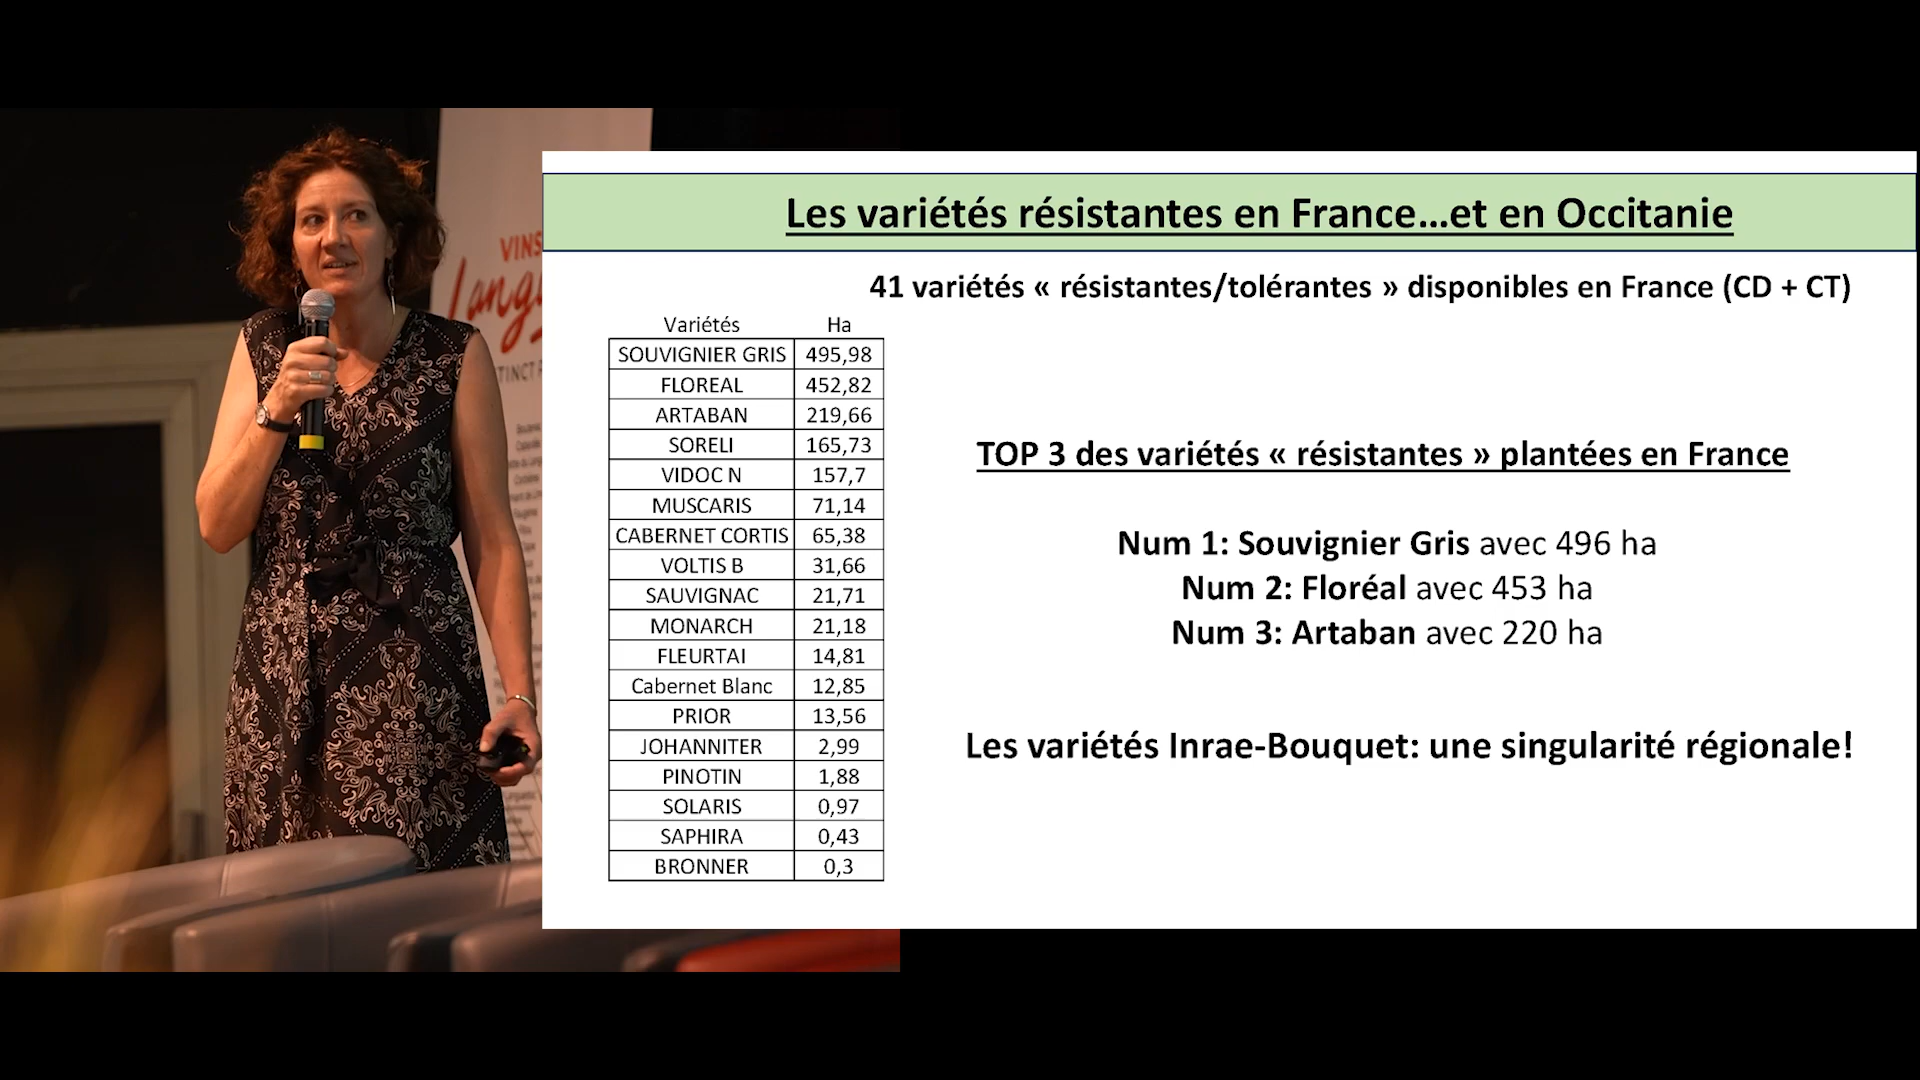 VINS
Langu
TINCT
Les variétés résistantes en France...et en Occitanie
41 variétés « résistantes/tolérantes » disponibles en France (CD + CT)
Variétés Ha
SOUVIGNIER GRIS 495,98
FLOREAL 452,82
ARTABAN 219,66
SORELI 165,73
VIDOC N 157,7
MUSCARIS 71,14
CABERNET CORTIS 65,38
VOLTIS B 31,66
SAUVIGNAC 21,71
MONARCH 21,18
FLEURTAI 14,81
Cabernet Blanc 12,85
PRIOR 13,56
JOHANNITER 2,99
PINOTIN 1,88
SOLARIS 0,97
SAPHIRA 0,43
BRONNER 0,3
TOP 3 des variétés « résistantes » plantées en France
Num 1: Souvignier Gris avec 496 ha
Num 2: Floréal avec 453 ha
Num 3: Artaban avec 220 ha
Les variétés Inrae-Bouquet: une singularité régionale!